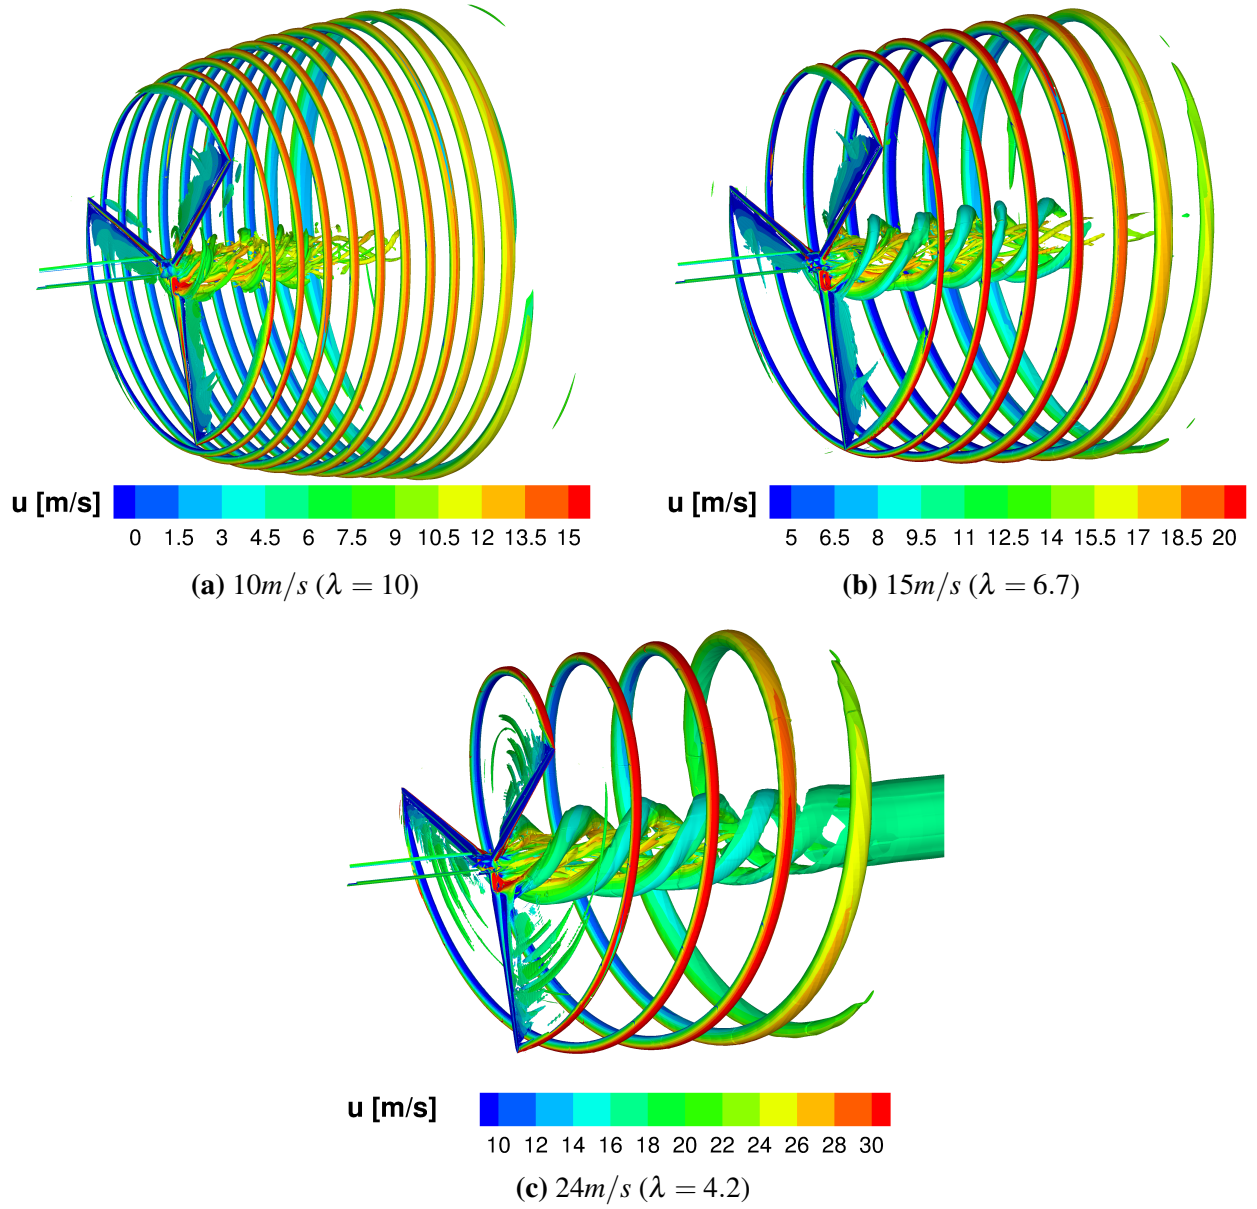 u [m/s]
0 1.5 3 4.5 6 7.5 9 10.5 12 13.5 15
(a) 10m/s (λ = 10)
u [m/s]
5 6.5 8 9.5 11 12.5 14 15.5 17 18.5 20
(b) 15m/s (λ = 6.7)
u [m/s]
10 12 14 16 18 20 22 24 26 28 30
(c) 24m/s (λ = 4.2)